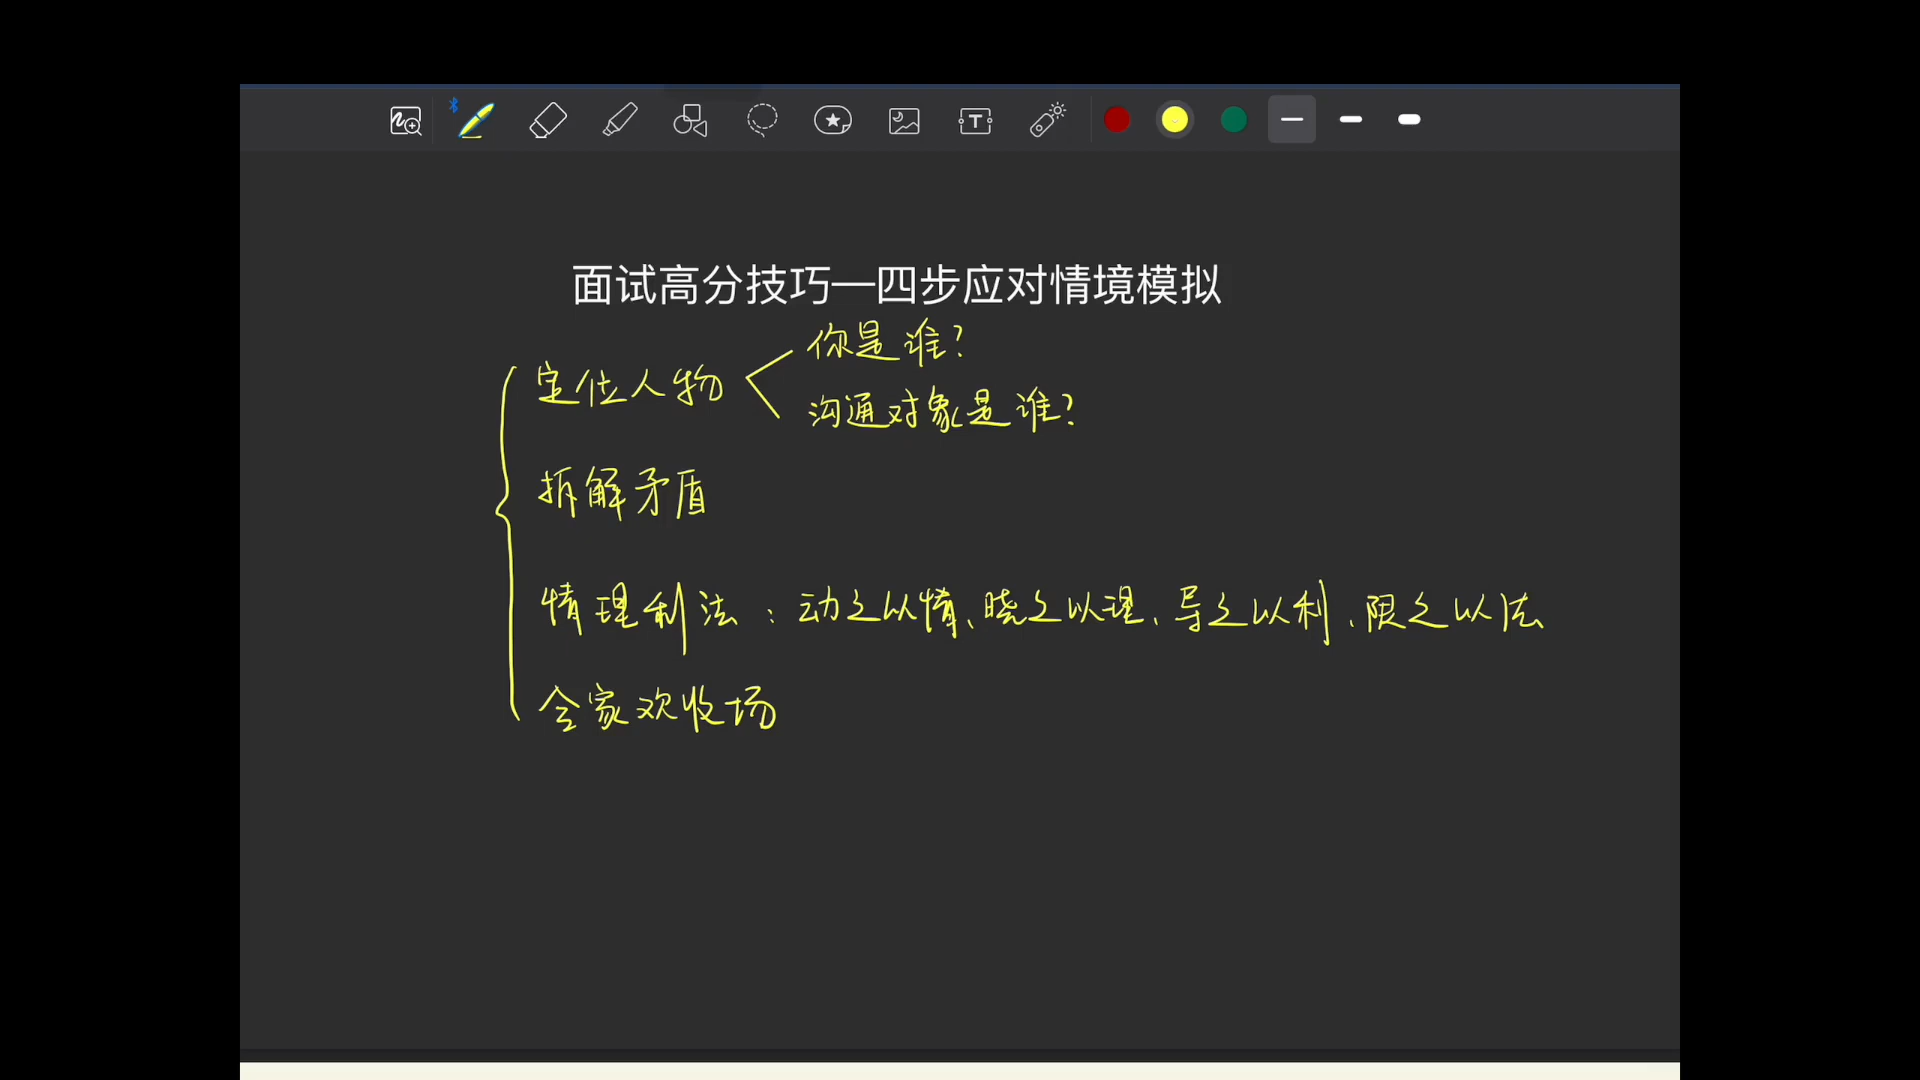 面试高分技巧—四步应对情境模拟
你是谁?
定位人物
沟通对象是谁?
拆解矛盾
情理利法：动之以情、晓之以理、导之以利、限之以法
全家欢收场